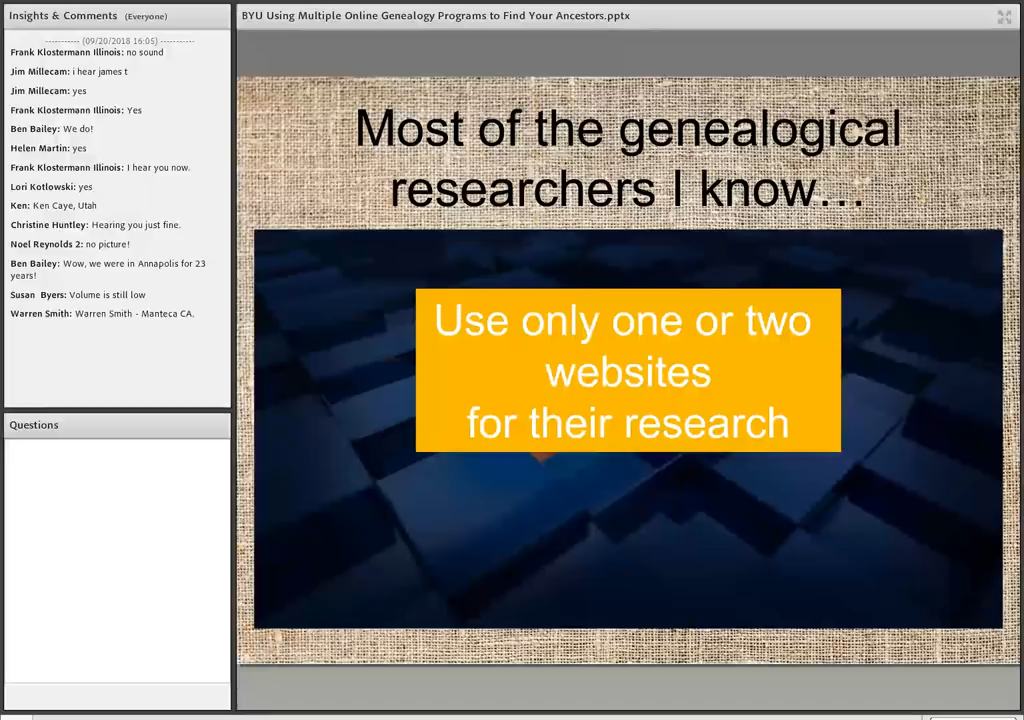 Insights & Comments (Everyone)
----------- (09/20/2018 16:05) -----------
Frank Klostermann Illinois: no sound
Jim Millecam: i hear james t
Jim Millecam: yes
Frank Klostermann Illinois: Yes
Ben Bailey: We do!
Helen Martin: yes
Frank Klostermann Illinois: I hear you now.
Lori Kotlowski: yes
Ken: Ken Caye, Utah
Christine Huntley: Hearing you just fine.
Noel Reynolds 2: no picture!
Ben Bailey: Wow, we were in Annapolis for 23
years!
Susan Byers: Volume is still low
Warren Smith: Warren Smith - Manteca CA.
Questions
BYU Using Multiple Online Genealogy Programs to Find Your Ancestors.pptx
Most of the genealogical
researchers I know...
Use only one or two
websites
for their research